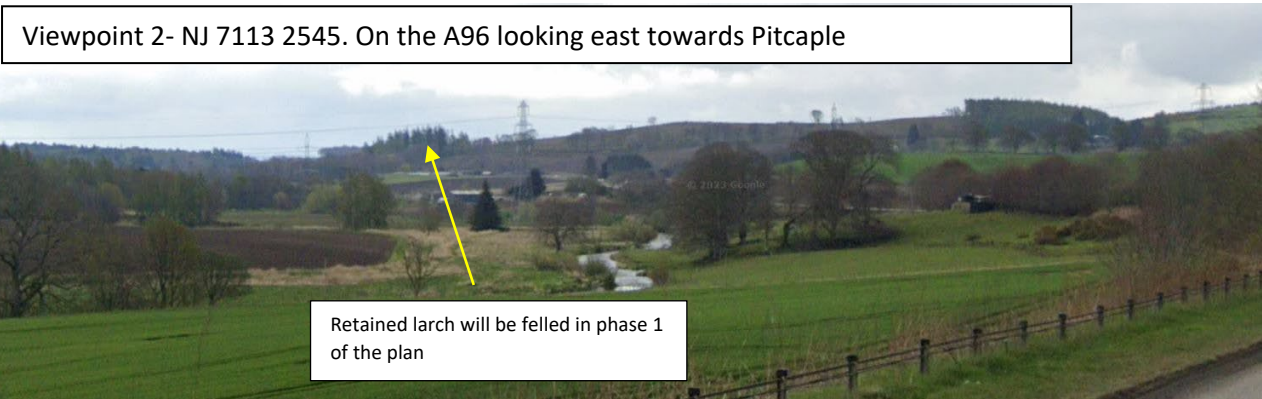 Viewpoint 2- NJ 7113 2545. On the A96 looking east towards Pitcaple
© 2023 Google
Retained larch will be felled in phase 1
of the plan